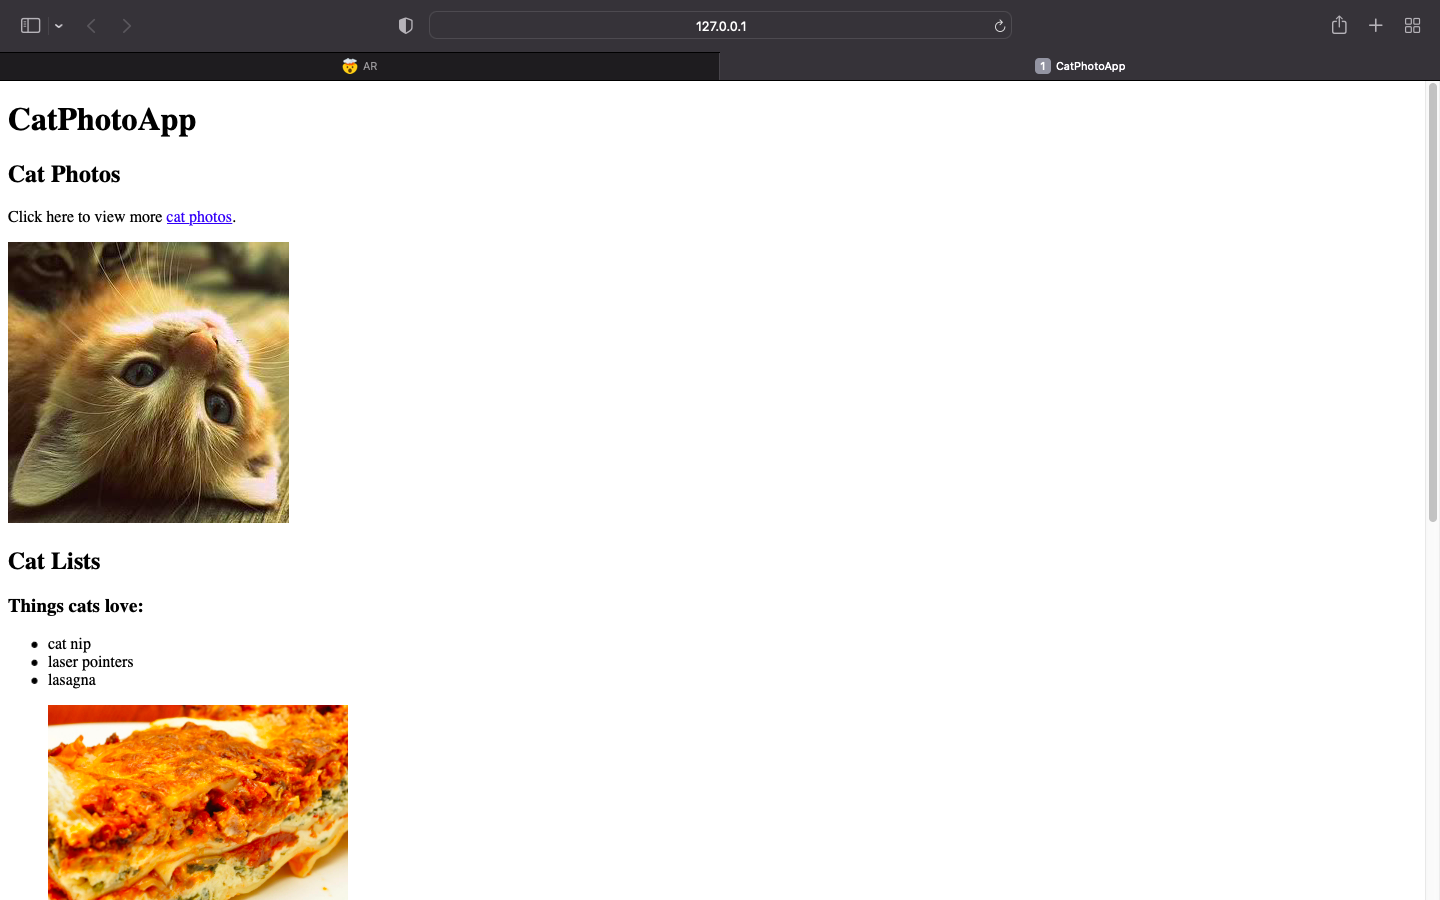 127.0.0.1
AR
1 CatPhotoApp
CatPhotoApp
Cat Photos
Click here to view more cat photos.
Cat Lists
Things cats love:
cat nip
laser pointers
lasagna